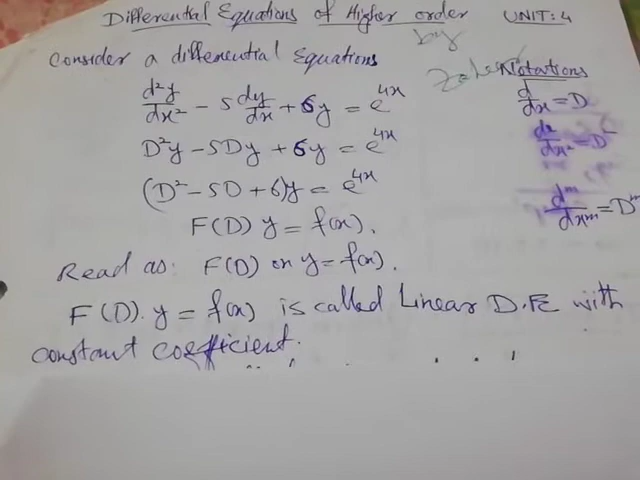 Differential Equations of Higher order UNIT: 4
by
Consider a differential Equations
Notations
d²y/dx² - 5 dy/dx + 6y = e^4x
d/dx = D
D²y - 5Dy + 6y = e^4x
d²/dx² = D²
(D² - 5D + 6)y = e^4x
d^m/dx^m = D^m
F(D) y = f(x).
Read as: F(D) on y = f(x).
F(D). y = f(x) is called Linear D.E with
constant coefficient.